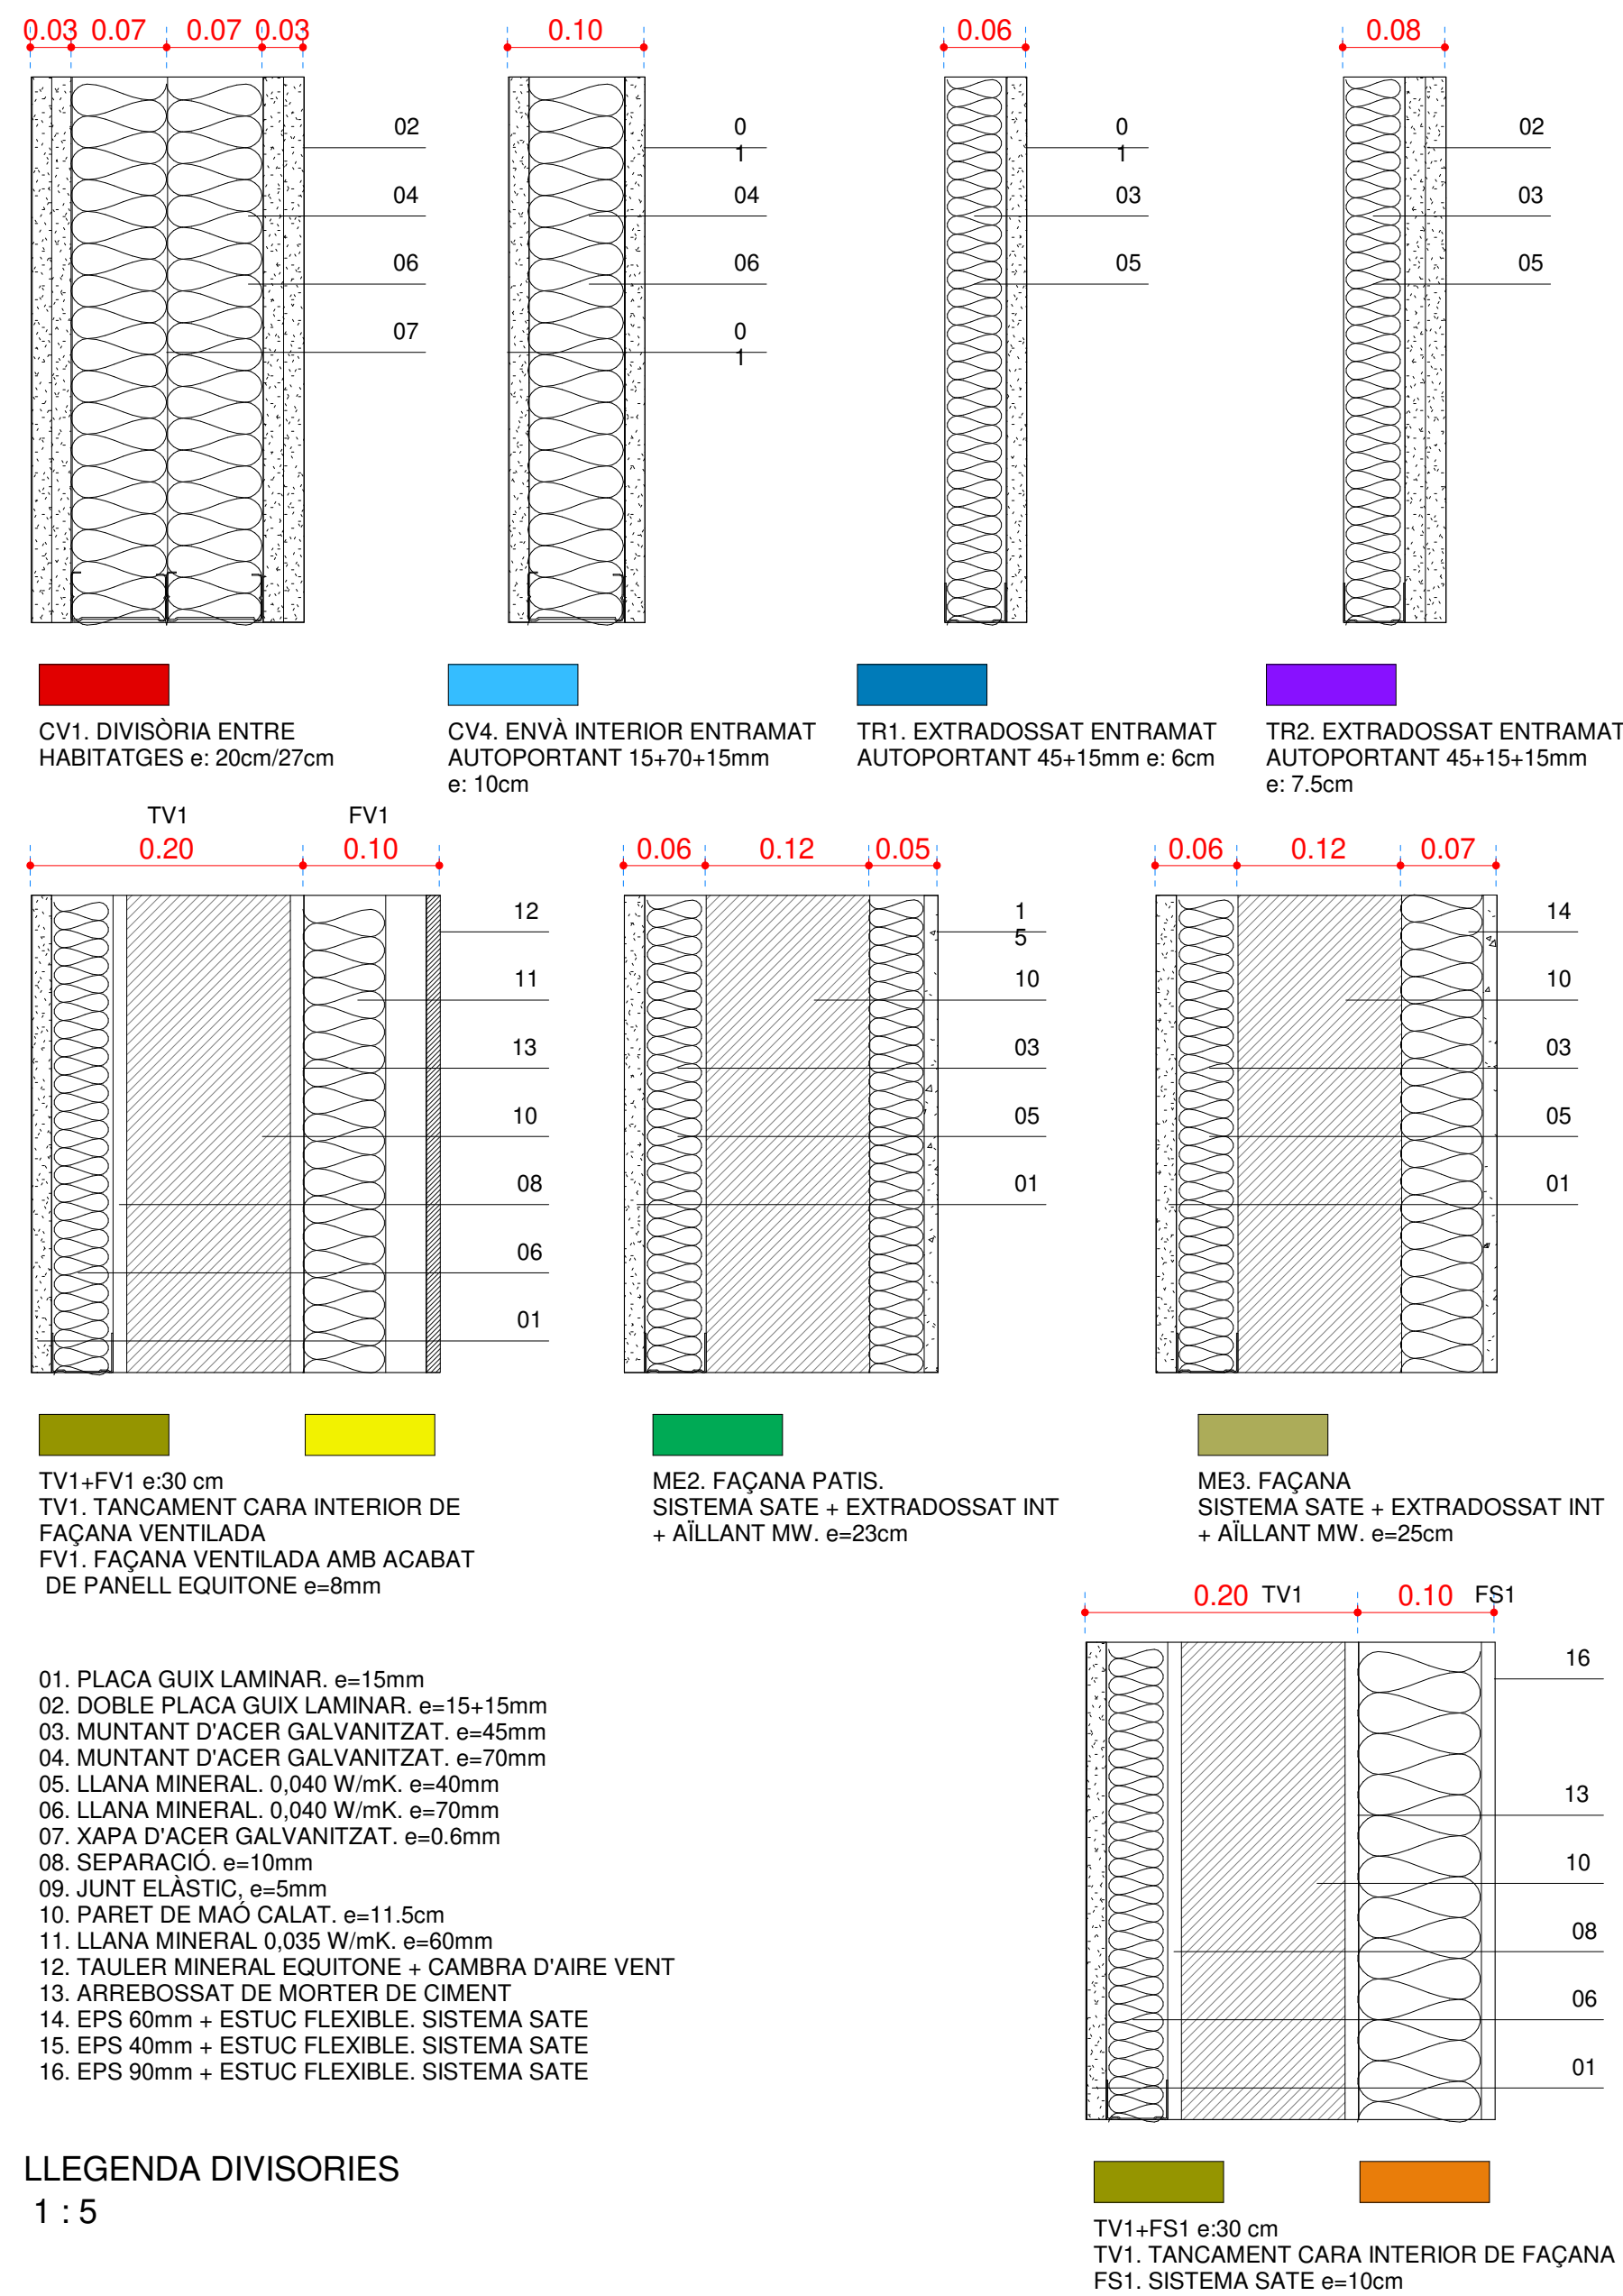 0.03 0.07 0.07 0.03
02
04
06
07
CV1. DIVISÒRIA ENTRE
HABITATGES e: 20cm/27cm
0.10
0
1
04
06
0
1
CV4. ENVÀ INTERIOR ENTRAMAT
AUTOPORTANT 15+70+15mm
e: 10cm
0.06
0
1
03
05
TR1. EXTRADOSSAT ENTRAMAT
AUTOPORTANT 45+15mm e: 6cm
0.08
02
03
05
TR2. EXTRADOSSAT ENTRAMAT
AUTOPORTANT 45+15+15mm
e: 7.5cm
TV1 FV1
0.20 0.10
12
11
13
10
08
06
01
TV1+FV1 e:30 cm
TV1. TANCAMENT CARA INTERIOR DE
FAÇANA VENTILADA
FV1. FAÇANA VENTILADA AMB ACABAT
DE PANELL EQUITONE e=8mm
0.06 0.12 0.05
1
5
10
03
05
01
ME2. FAÇANA PATIS.
SISTEMA SATE + EXTRADOSSAT INT
+ AÏLLANT MW. e=23cm
0.06 0.12 0.07
14
10
03
05
01
ME3. FAÇANA
SISTEMA SATE + EXTRADOSSAT INT
+ AÏLLANT MW. e=25cm
01. PLACA GUIX LAMINAR. e=15mm
02. DOBLE PLACA GUIX LAMINAR. e=15+15mm
03. MUNTANT D'ACER GALVANITZAT. e=45mm
04. MUNTANT D'ACER GALVANITZAT. e=70mm
05. LLANA MINERAL. 0,040 W/mK. e=40mm
06. LLANA MINERAL. 0,040 W/mK. e=70mm
07. XAPA D'ACER GALVANITZAT. e=0.6mm
08. SEPARACIÓ. e=10mm
09. JUNT ELÀSTIC, e=5mm
10. PARET DE MAÓ CALAT. e=11.5cm
11. LLANA MINERAL 0,035 W/mK. e=60mm
12. TAULER MINERAL EQUITONE + CAMBRA D'AIRE VENT
13. ARREBOSSAT DE MORTER DE CIMENT
14. EPS 60mm + ESTUC FLEXIBLE. SISTEMA SATE
15. EPS 40mm + ESTUC FLEXIBLE. SISTEMA SATE
16. EPS 90mm + ESTUC FLEXIBLE. SISTEMA SATE
0.20 TV1 0.10 FS1
16
13
10
08
06
01
TV1+FS1 e:30 cm
TV1. TANCAMENT CARA INTERIOR DE FAÇANA
FS1. SISTEMA SATE e=10cm
LLEGENDA DIVISORIES
1 : 5